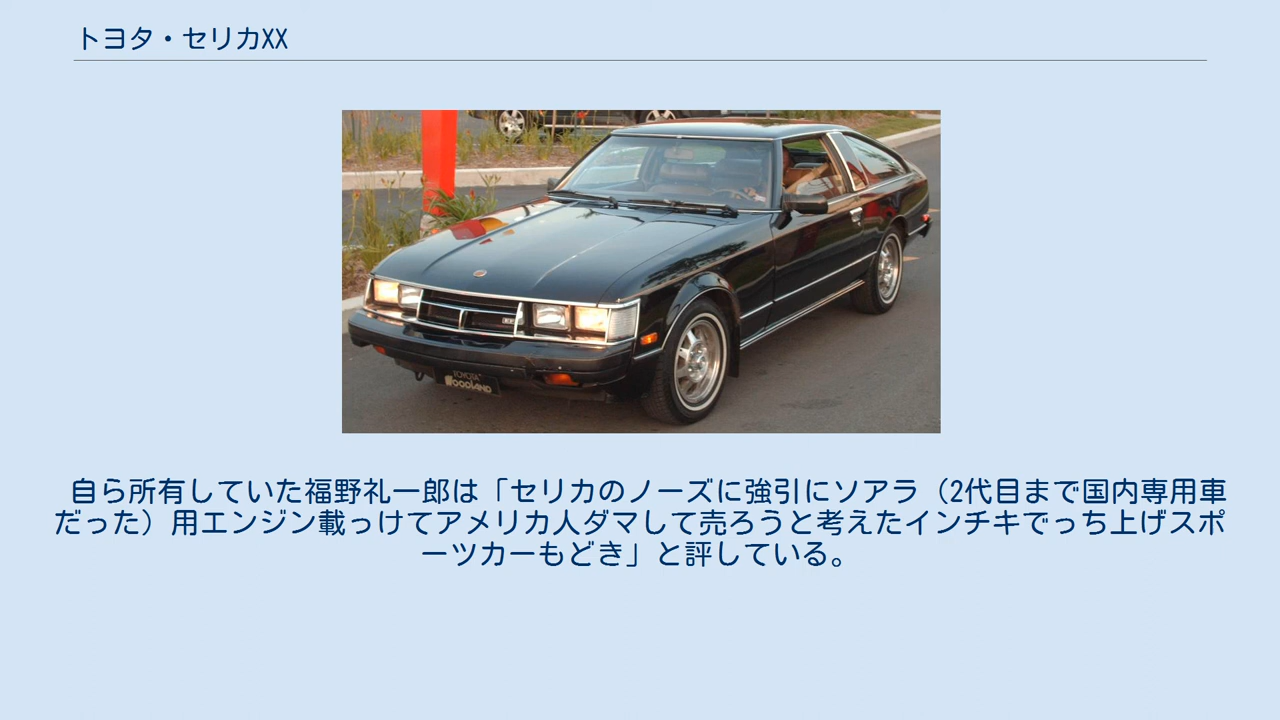 トヨタ・セリカXX
TOYOTA
WOODLAND
自ら所有していた福野礼一郎は「セリカのノーズに強引にソアラ（2代目まで国内専用車
だった）用エンジン載っけてアメリカ人ダマして売ろうと考えたインチキでっち上げスポ
ーツカーもどき」と評している。